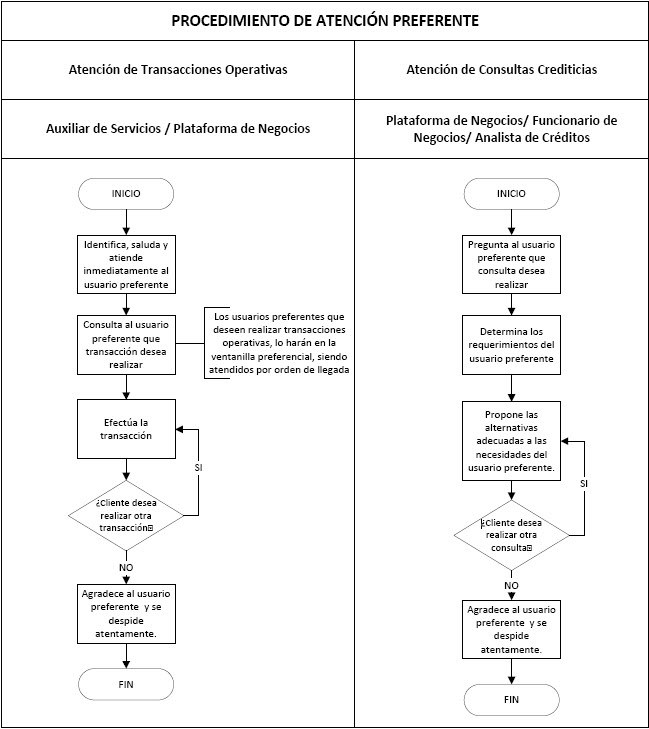 PROCEDIMIENTO DE ATENCIÓN PREFERENTE
Atención de Transacciones Operativas
Atención de Consultas Crediticias
Auxiliar de Servicios / Plataforma de Negocios
Plataforma de Negocios/ Funcionario de
Negocios/ Analista de Créditos
INICIO
Identifica, saluda y
atiende
inmediatamente al
usuario preferente
Consulta al usuario
preferente que
transacción desea
realizar
Los usuarios preferentes que
deseen realizar transacciones
operativas, lo harán en la
ventanilla preferencial, siendo
atendidos por orden de llegada
Efectúa la
transacción
SI
¿Cliente desea
realizar otra
transacción
NO
Agradece al usuario
preferente y se
despide
atentamente.
FIN
INICIO
Pregunta al usuario
preferente que
consulta desea
realizar
Determina los
requerimientos del
usuario preferente
Propone las
alternativas
adecuadas a las
necesidades del
usuario preferente.
SI
¿Cliente desea
realizar otra
consulta
NO
Agradece al usuario
preferente y se
despide
atentamente.
FIN